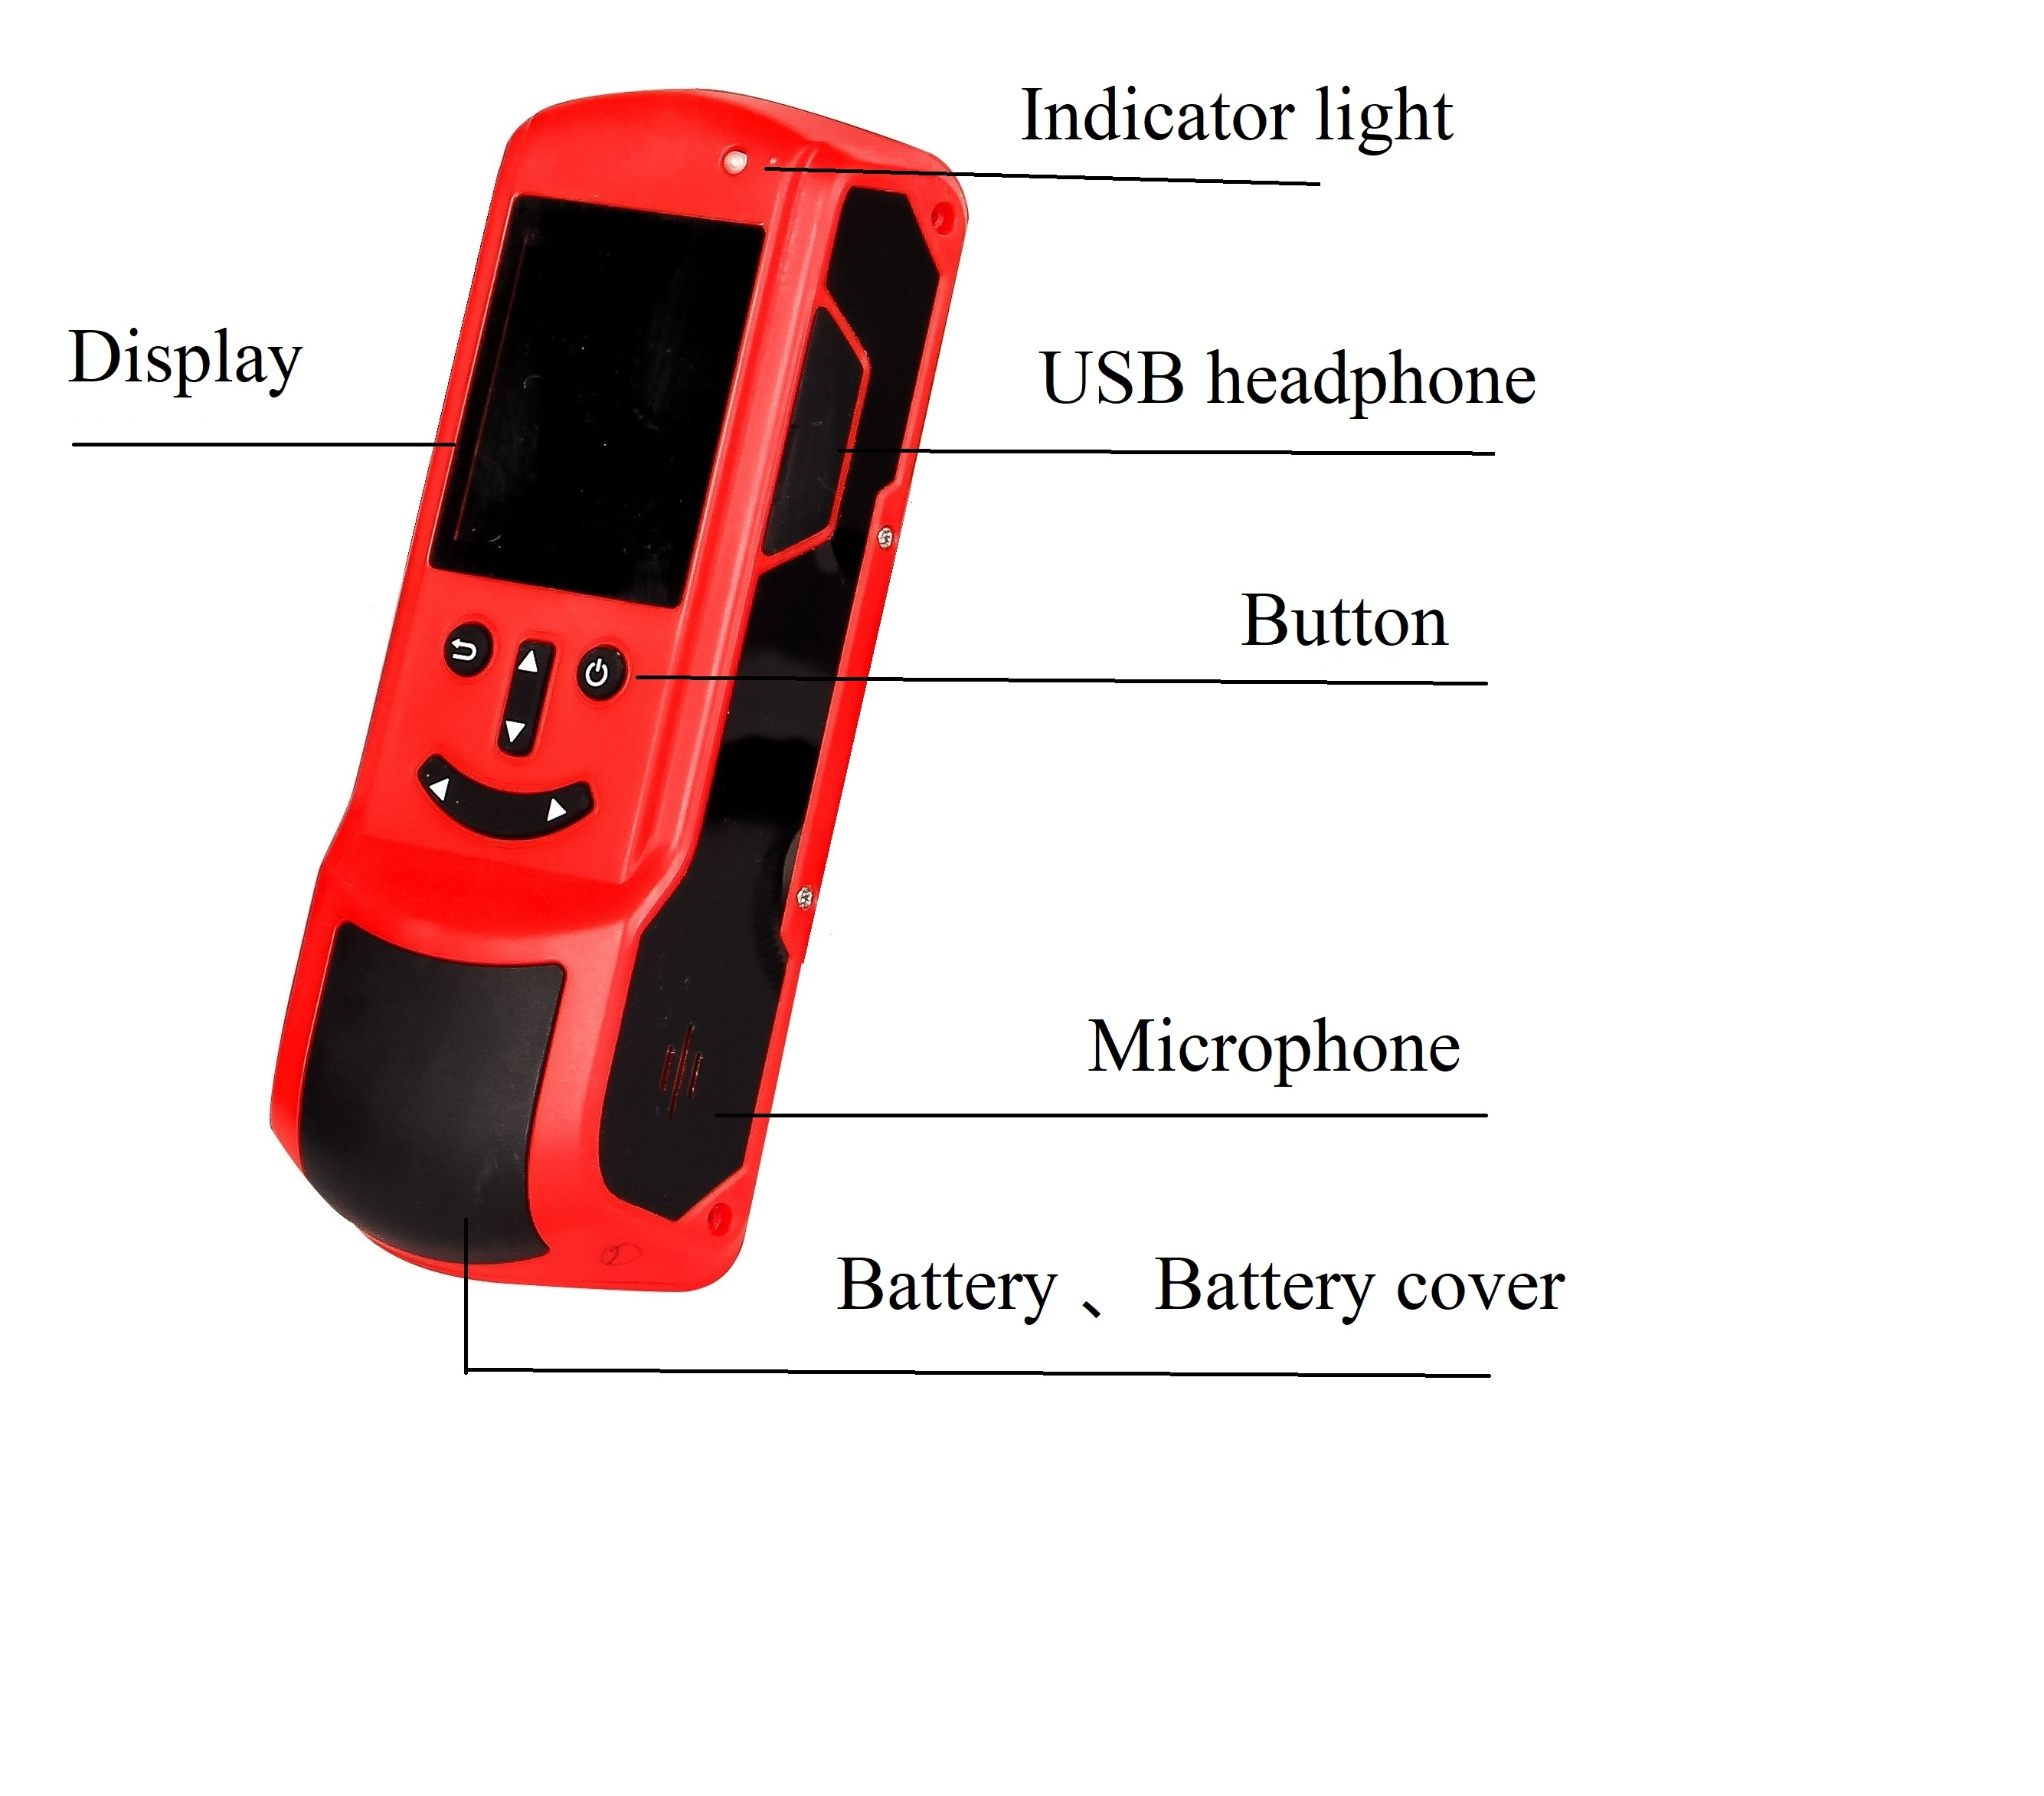 Indicator light
Display
USB headphone
Button
Microphone
Battery 、Battery cover